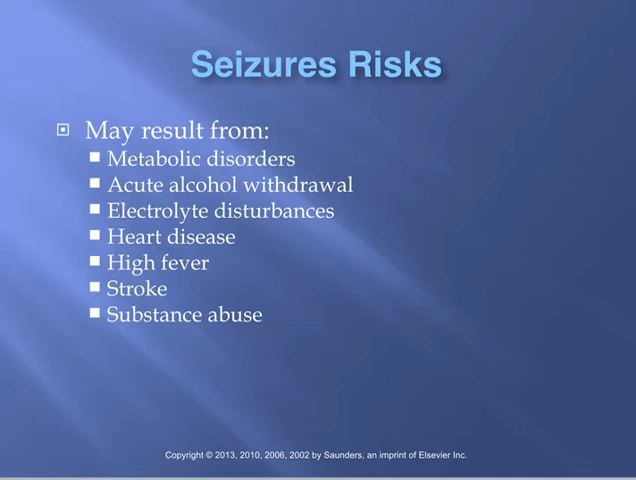 Seizures Risks
May result from:
Metabolic disorders
Acute alcohol withdrawal
Electrolyte disturbances
Heart disease
High fever
Stroke
Substance abuse
Copyright © 2013, 2010, 2006, 2002 by Saunders, an imprint of Elsevier Inc.